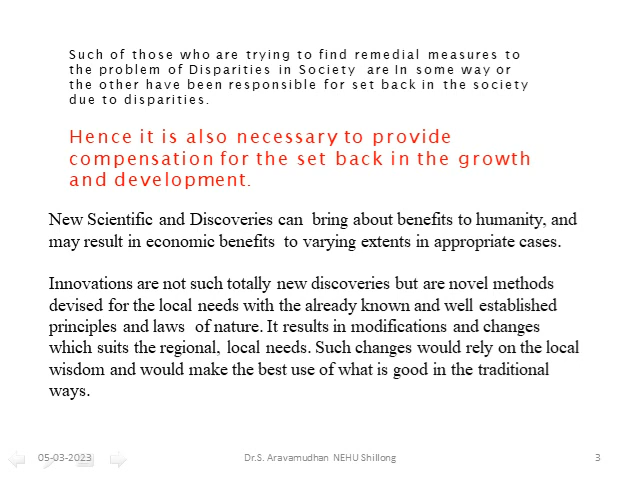 Such of those who are trying to find remedial measures to
the problem of Disparities in Society are In some way or
the other have been responsible for set back in the society
due to disparities.
Hence it is also necessary to provide
compensation for the set back in the growth
and development.
New Scientific and Discoveries can bring about benefits to humanity, and
may result in economic benefits to varying extents in appropriate cases.
Innovations are not such totally new discoveries but are novel methods
devised for the local needs with the already known and well established
principles and laws of nature. It results in modifications and changes
which suits the regional, local needs. Such changes would rely on the local
wisdom and would make the best use of what is good in the traditional
ways.
05-03-2023 Dr.S. Aravamudhan NEHU Shillong 3